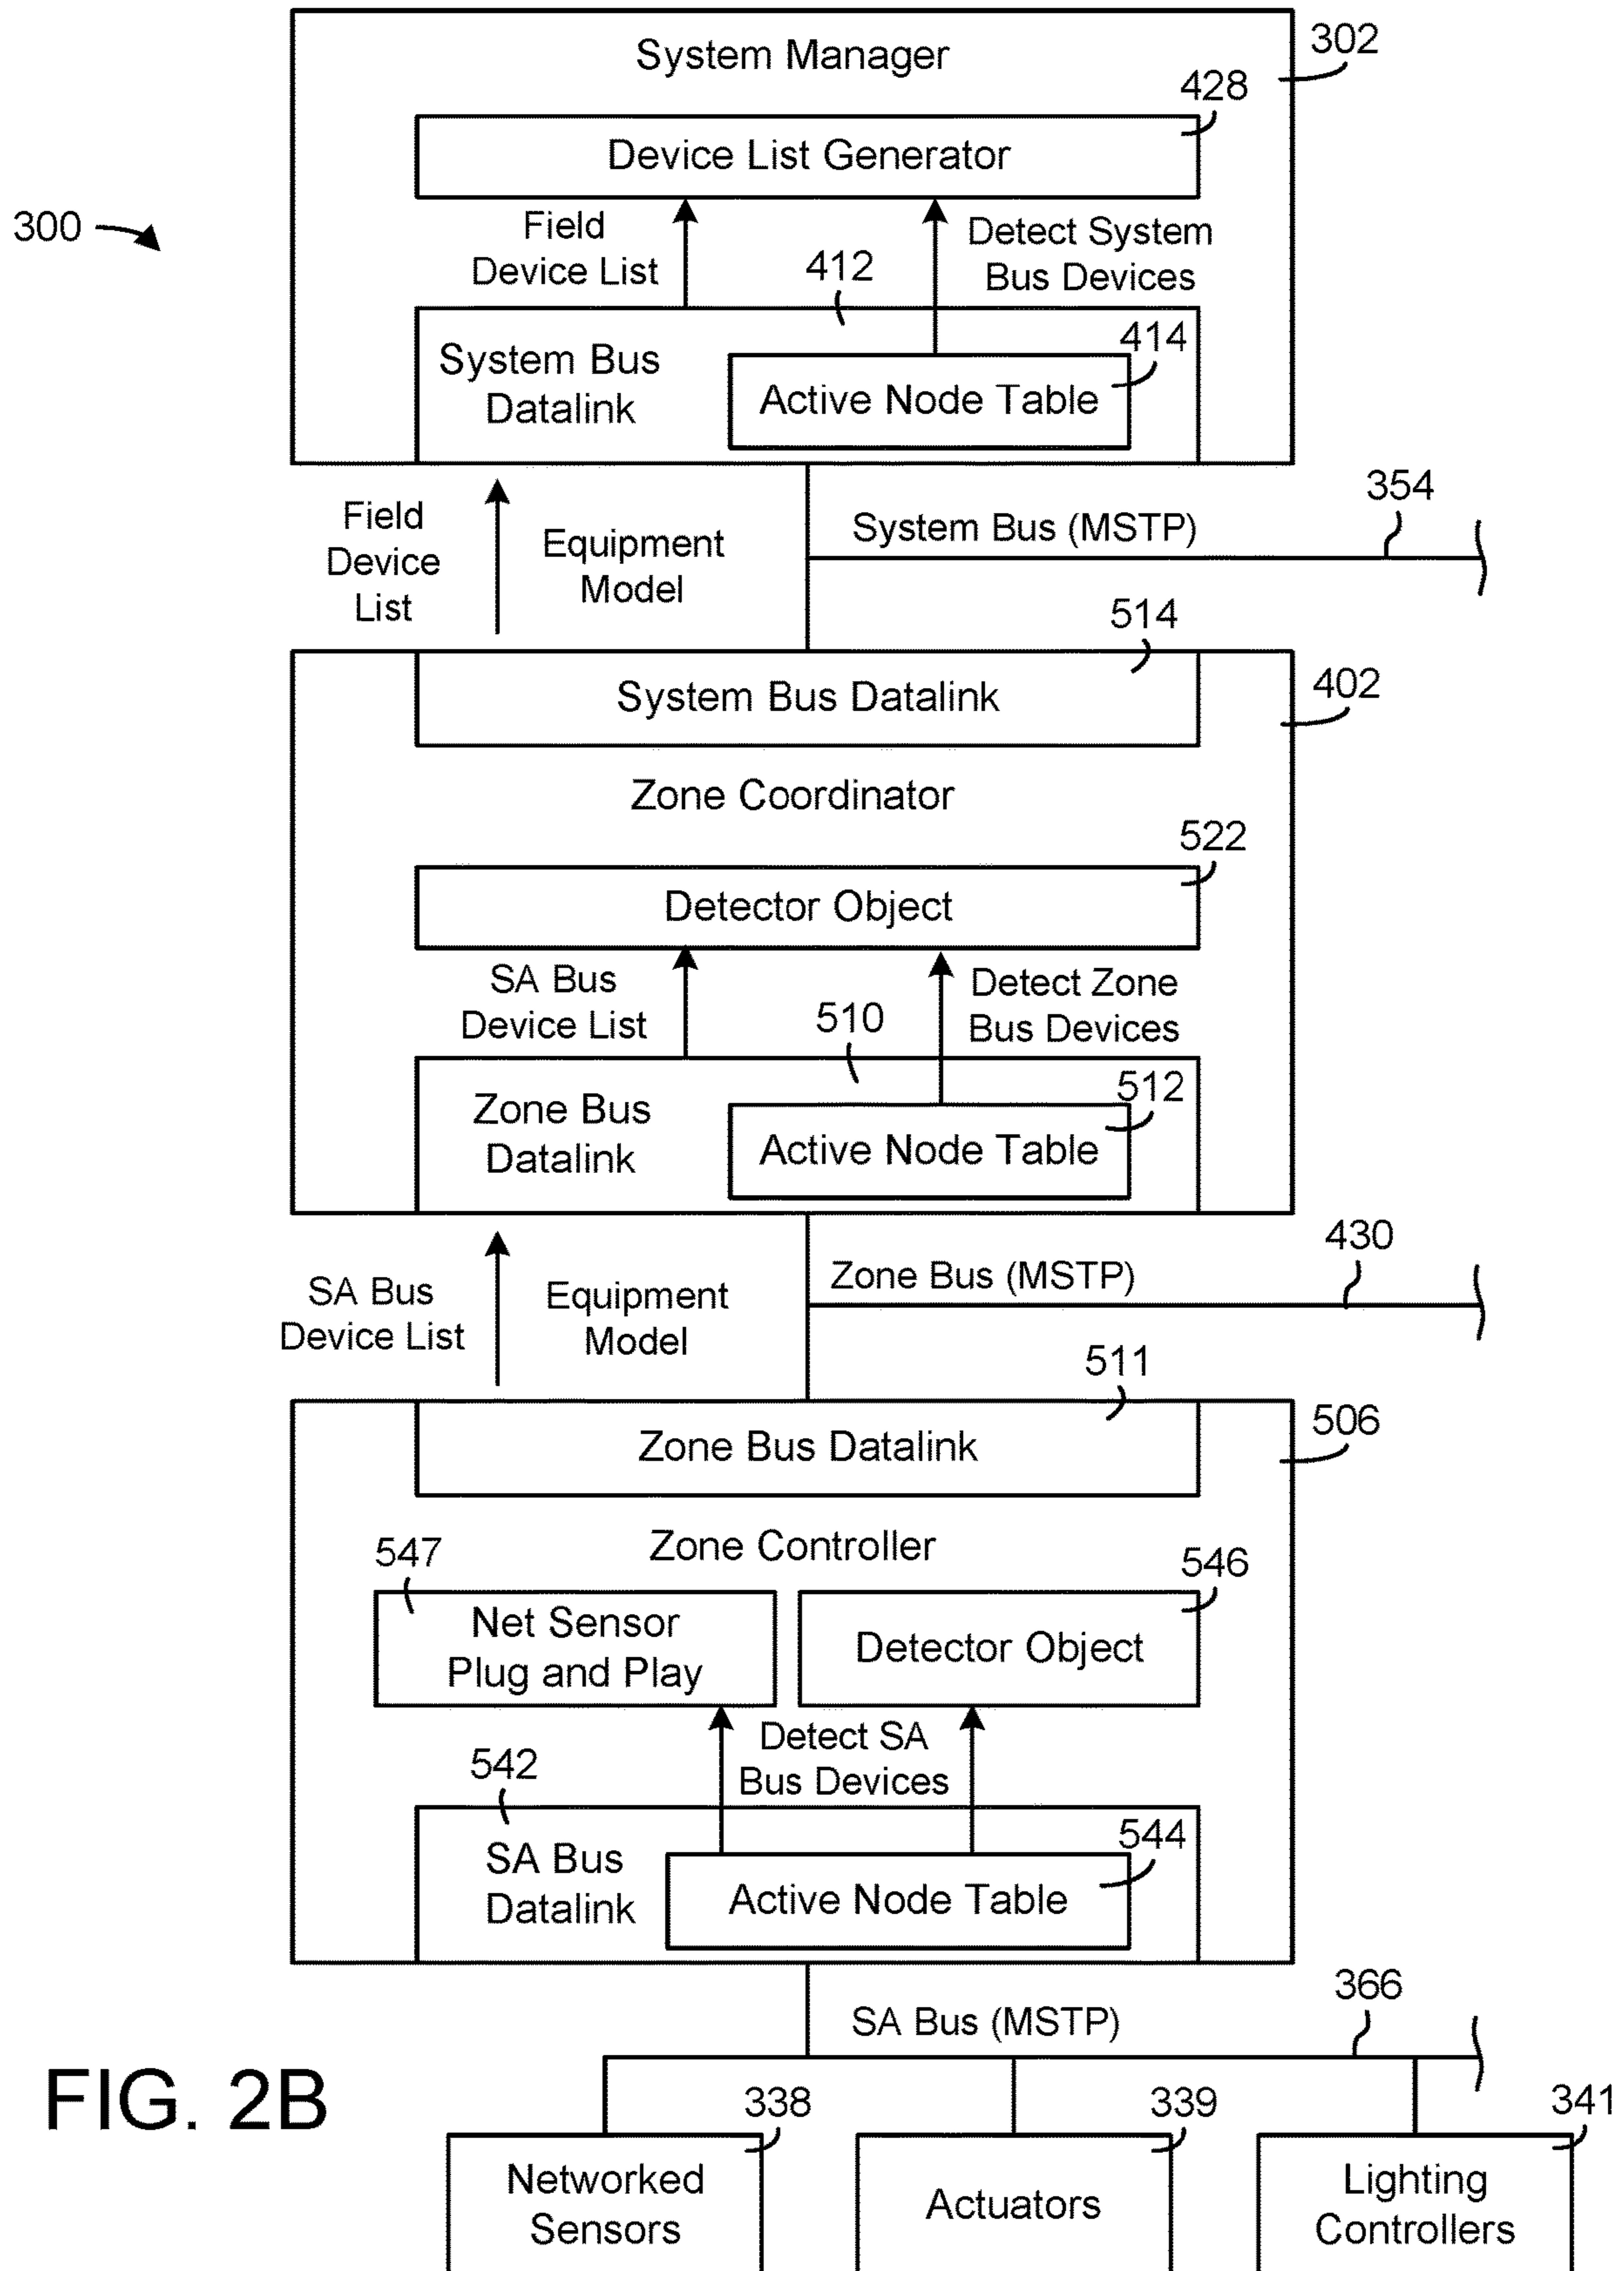 System Manager
302
428
Device List Generator
300
Field
Device List
Detect System
Bus Devices
412
414
System Bus
Datalink
Active Node Table
354
Field
Device
List
Equipment
Model
System Bus (MSTP)
514
402
System Bus Datalink
Zone Coordinator
522
Detector Object
SA Bus
Device List
Detect Zone
Bus Devices
510
512
Zone Bus
Datalink
Active Node Table
430
SA Bus
Device List
Equipment
Model
Zone Bus (MSTP)
511
506
Zone Bus Datalink
Zone Controller
547
546
Net Sensor
Plug and Play
Detector Object
Detect SA
Bus Devices
542
544
SA Bus
Datalink
Active Node Table
366
SA Bus (MSTP)
FIG. 2B
338
339
341
Networked
Sensors
Actuators
Lighting
Controllers